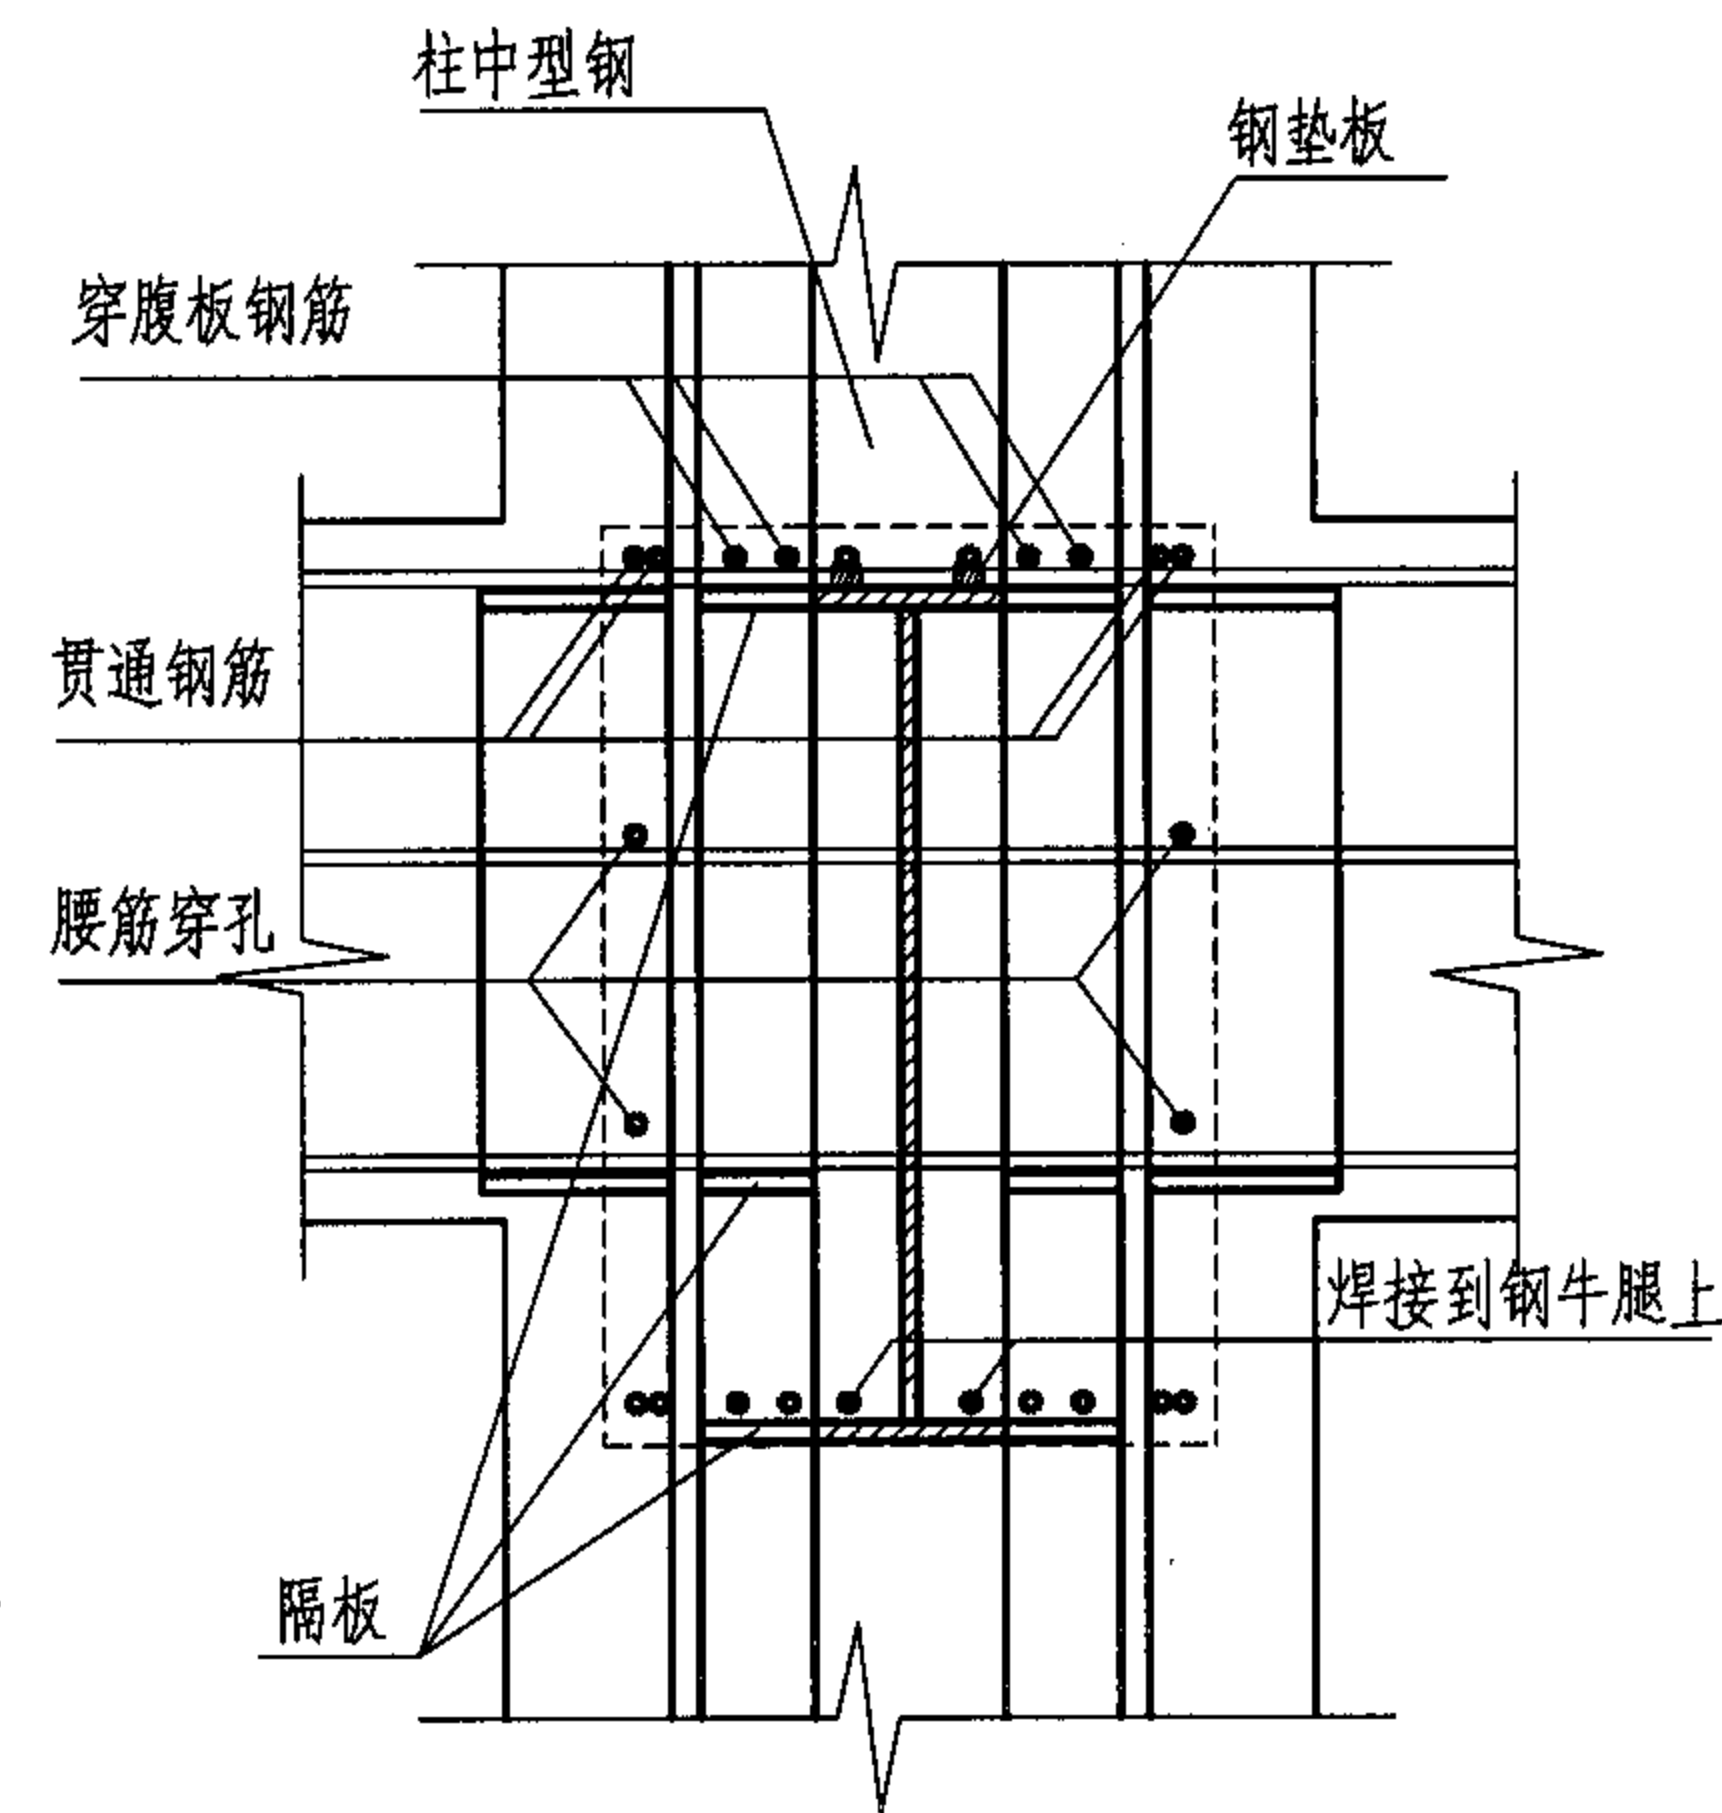 柱中型钢
钢垫板
穿腹板钢筋
贯通钢筋
腰筋穿孔
焊接到钢牛腿上
隔板